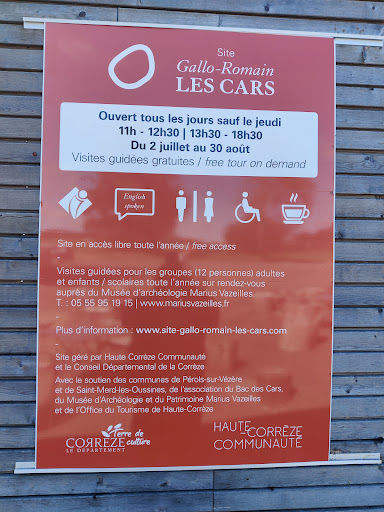 Site
Gallo-Romain
LES CARS
Ouvert tous les jours sauf le jeudi
11h - 12h30 | 13h30 - 18h30
Du 2 juillet au 30 août
Visites guidées gratuites / free tour on demand
English
spoken
Site en accès libre toute l'année / free access
-
Visites guidées pour les groupes (12 personnes) adultes
et enfants / scolaires toute l'année sur rendez-vous
auprès du Musée d'archéologie Marius Vazeilles.
T. : 05 55 95 19 15 | www.mariusvazeilles.fr
-
Plus d'information : www.site-gallo-romain-les-cars.com
-
Site géré par Haute Corrèze Communauté
et le Conseil Départemental de la Corrèze
Avec le soutien des communes de Pérols-sur-Vézère
et de Saint-Merd-les-Oussines, de l'association du Bac des Cars,
du Musée d'Archéologie et du Patrimoine Marius Vazeilles
et de l'Office du Tourisme de Haute-Corrèze
Terre de
CORRÈZE culture
LE DÉPARTEMENT
HAUTE
-CORRÈZE
COMMUNAUTÉ